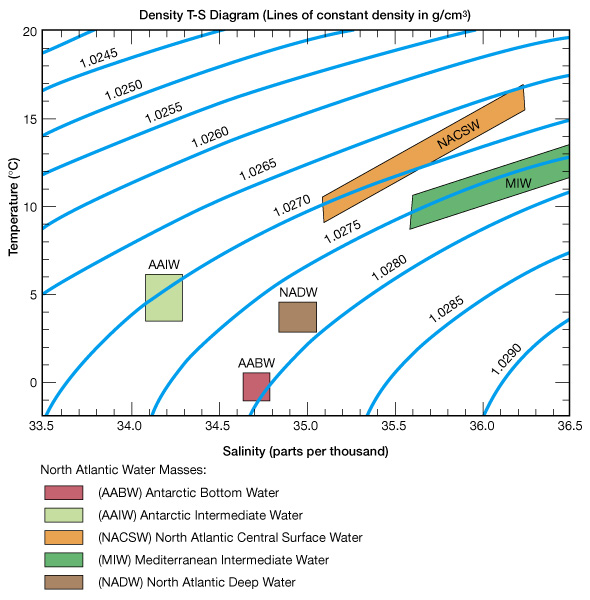 Density T-S Diagram (Lines of constant density in g/cm³)
20
15
10
5
0
Temperature (°C)
1.0245
1.0250
1.0255
1.0260
1.0265
1.0270
1.0275
1.0280
1.0285
1.0290
NACSW
MIW
AAIW
NADW
AABW
33.5 34.0 34.5 35.0 35.5 36.0 36.5
Salinity (parts per thousand)
North Atlantic Water Masses:
(AABW) Antarctic Bottom Water
(AAIW) Antarctic Intermediate Water
(NACSW) North Atlantic Central Surface Water
(MIW) Mediterranean Intermediate Water
(NADW) North Atlantic Deep Water